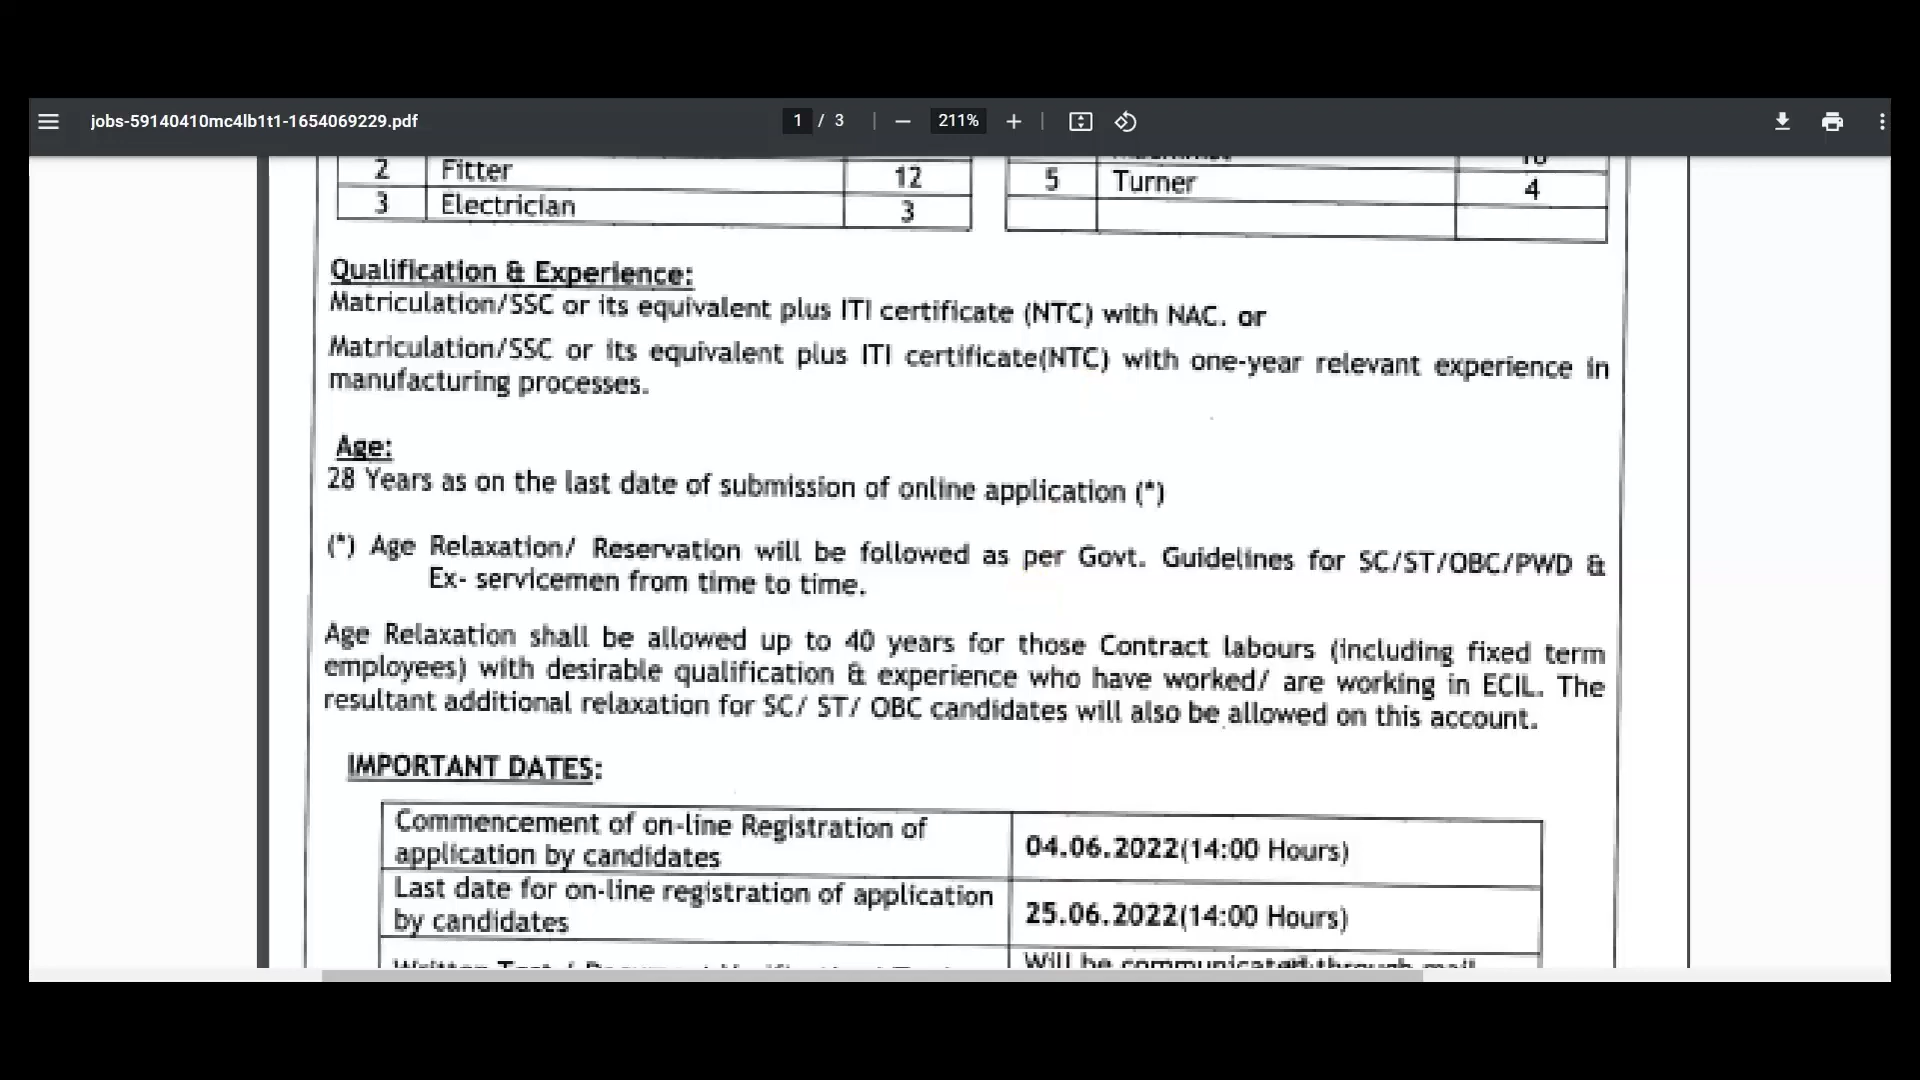 jobs-59140410mc4lb1t1-1654069229.pdf
1 / 3
211%
2 Fitter 12
5 Turner 4
3 Electrician 3
Qualification & Experience:
Matriculation/SSC or its equivalent plus ITI certificate (NTC) with NAC. or
Matriculation/SSC or its equivalent plus ITI certificate(NTC) with one-year relevant experience in
manufacturing processes.
Age:
28 Years as on the last date of submission of online application (*)
(*) Age Relaxation/ Reservation will be followed as per Govt. Guidelines for SC/ST/OBC/PWD &
Ex- servicemen from time to time.
Age Relaxation shall be allowed up to 40 years for those Contract labours (including fixed term
employees) with desirable qualification & experience who have worked/ are working in ECIL. The
resultant additional relaxation for SC/ ST/ OBC candidates will also be allowed on this account.
IMPORTANT DATES:
Commencement of on-line Registration of
application by candidates
04.06.2022(14:00 Hours)
Last date for on-line registration of application
by candidates
25.06.2022(14:00 Hours)
Will be communicated through mail